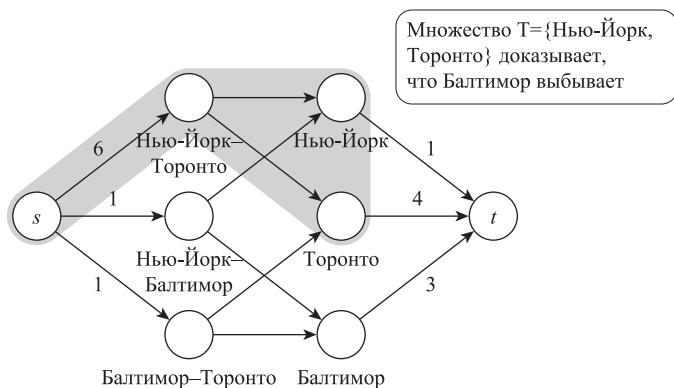 Множество T={Нью-Йорк,
Торонто} доказывает,
что Балтимор выбывает
6
Нью-Йорк–
Торонто
Нью-Йорк
1
s
1
4
t
Нью-Йорк–
Балтимор
Торонто
1
3
Балтимор–Торонто
Балтимор